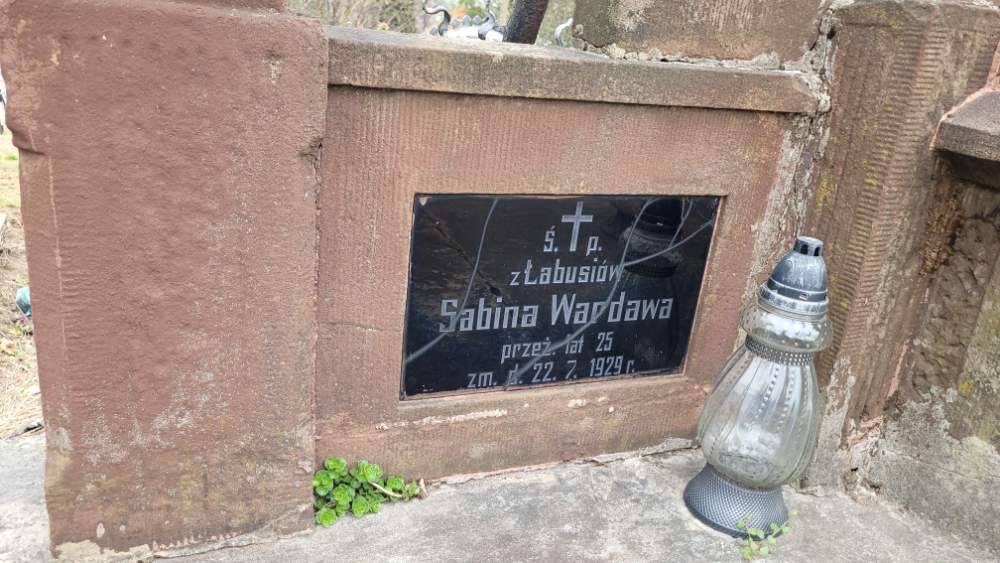 ś. p.
z Łabusiów
Sabina Wardawa
przeż. lat 25
zm. d. 22. 7. 1929 r.